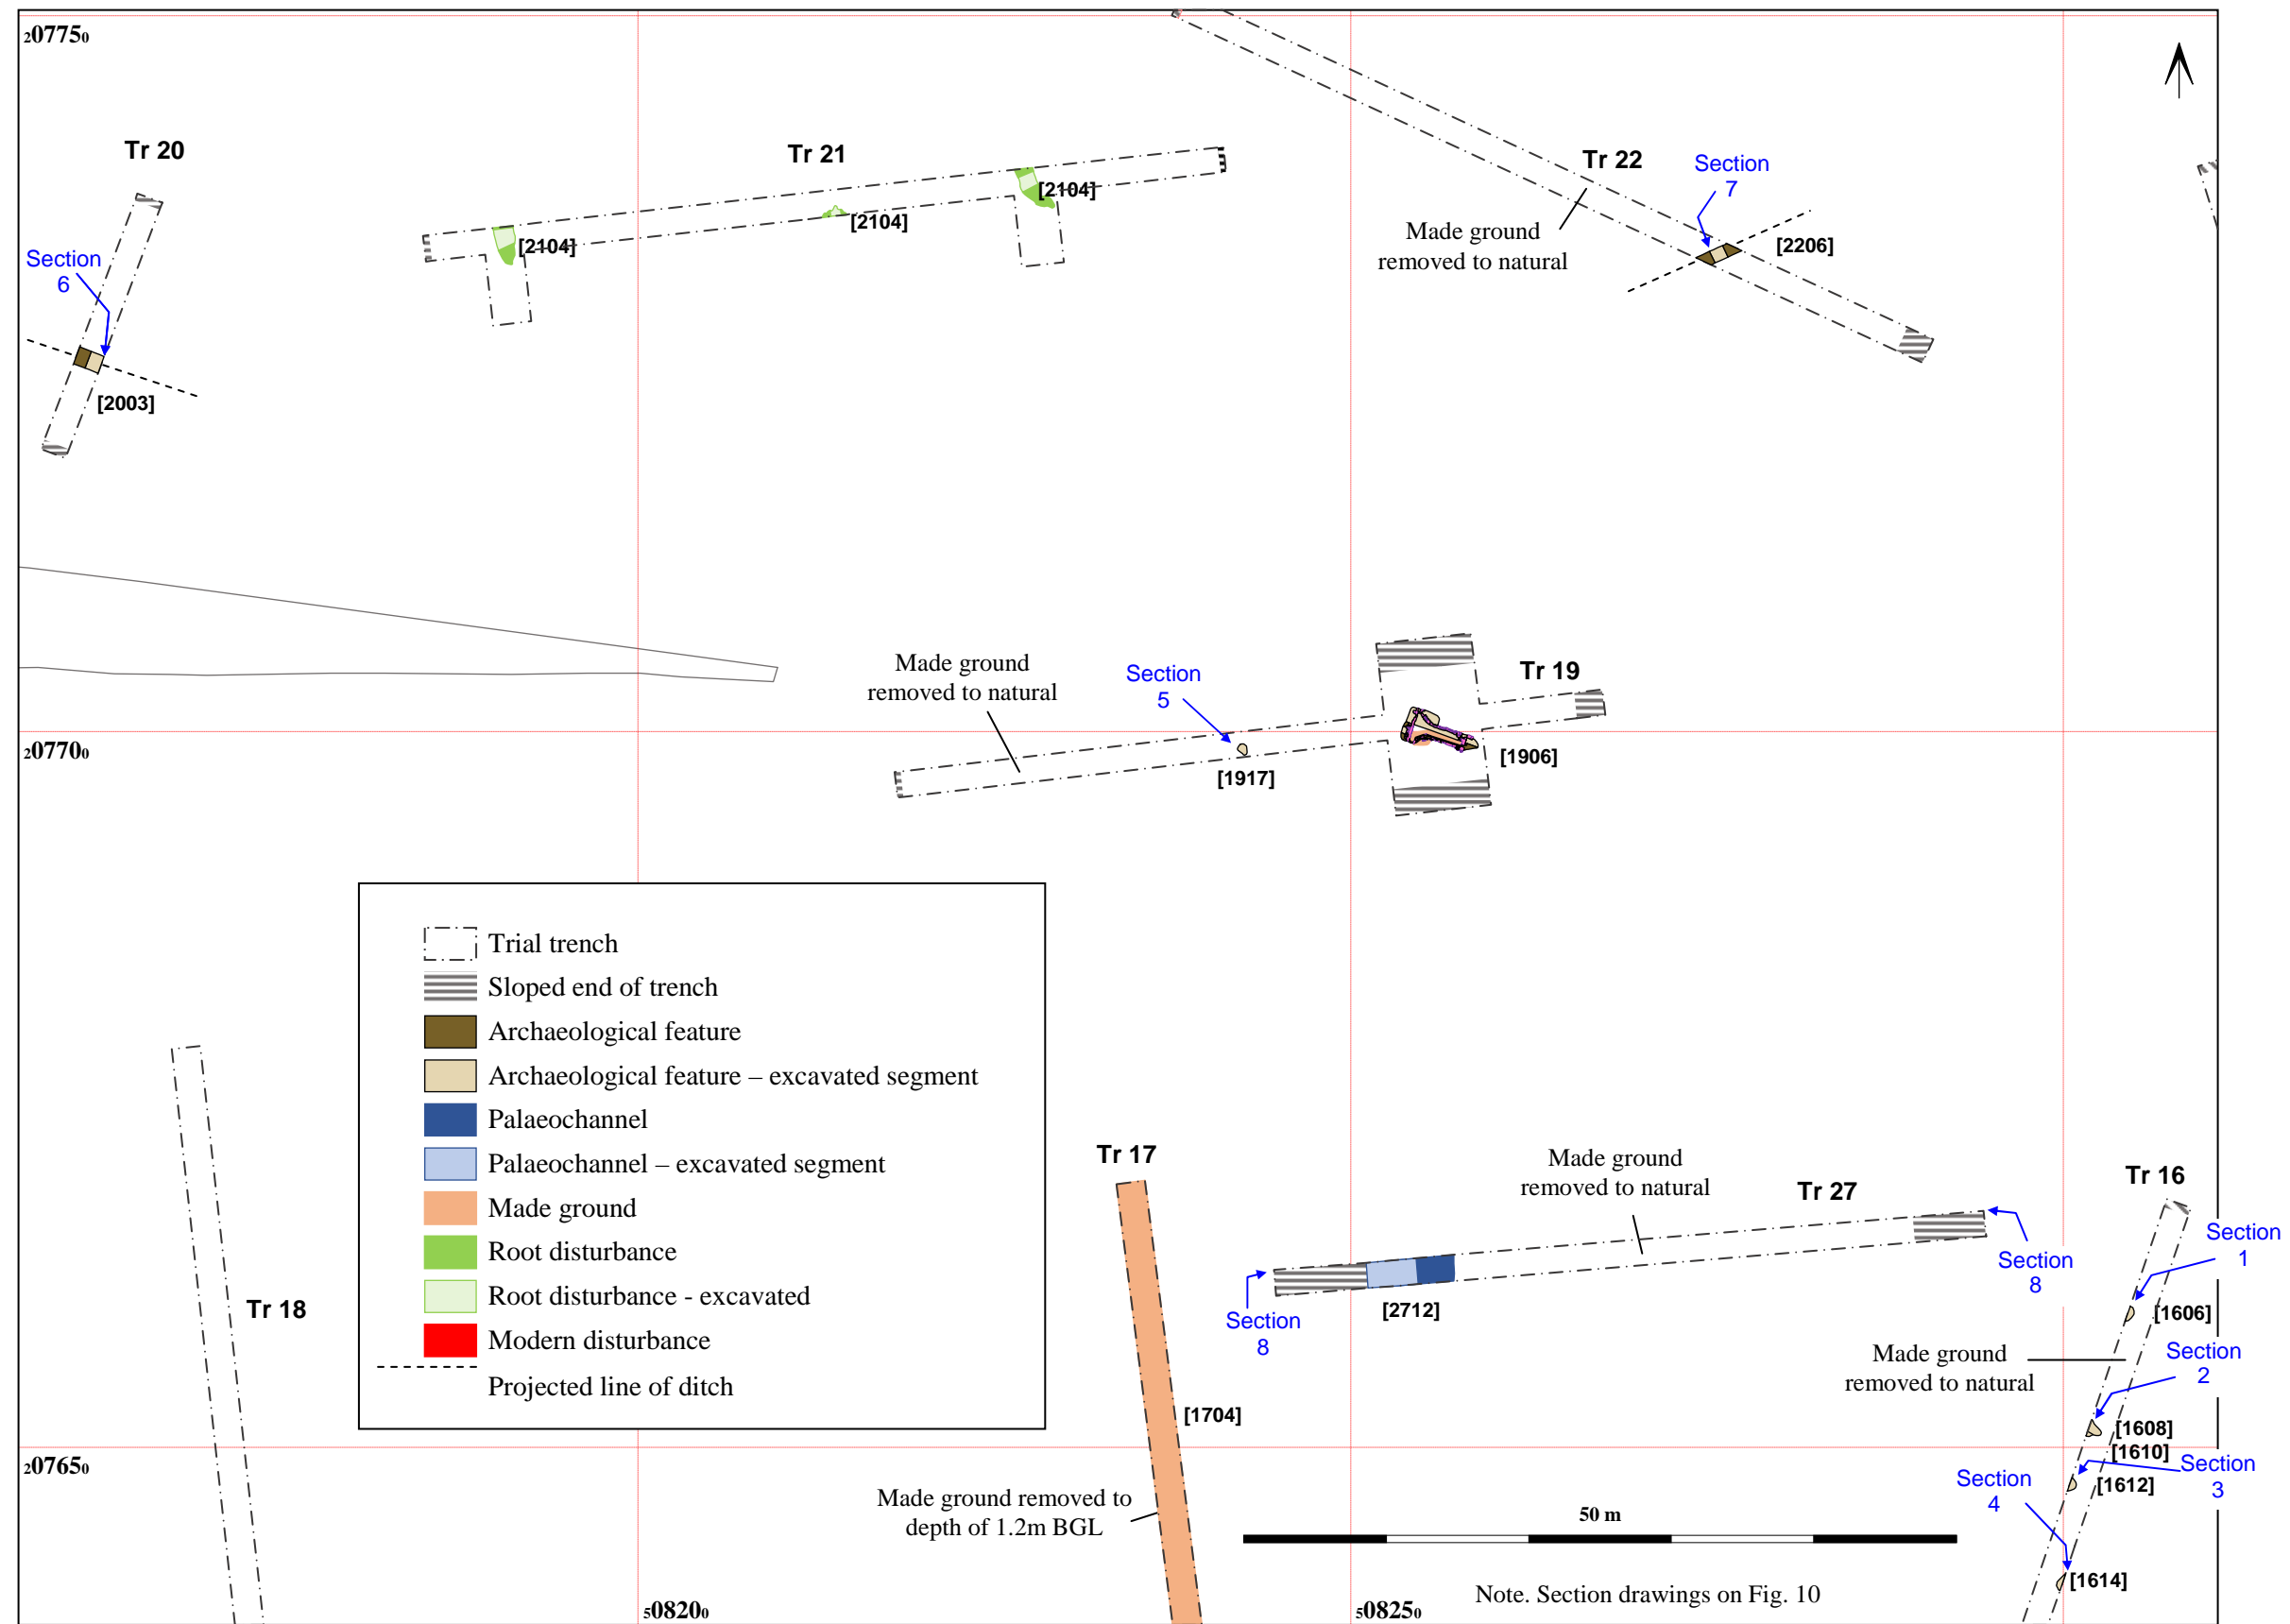 207750
Tr 20
Tr 21
Tr 22
Section
7
[2104]
[2104]
[2104]
Made ground
removed to natural
[2206]
Section
6
[2003]
Made ground
removed to natural
Section
5
Tr 19
207700
[1917]
[1906]
Trial trench
Sloped end of trench
Archaeological feature
Archaeological feature – excavated segment
Palaeochannel
Palaeochannel – excavated segment
Made ground
Root disturbance
Root disturbance - excavated
Modern disturbance
Projected line of ditch
Tr 18
Tr 17
[1704]
Made ground removed to
depth of 1.2m BGL
Made ground
removed to natural
Tr 27
Section
8
[2712]
Section
8
Tr 16
Section
1
[1606]
Made ground
removed to natural
Section
2
[1608]
[1610]
Section
3
[1612]
Section
4
[1614]
207650
50 m
Note. Section drawings on Fig. 10
508200
508250